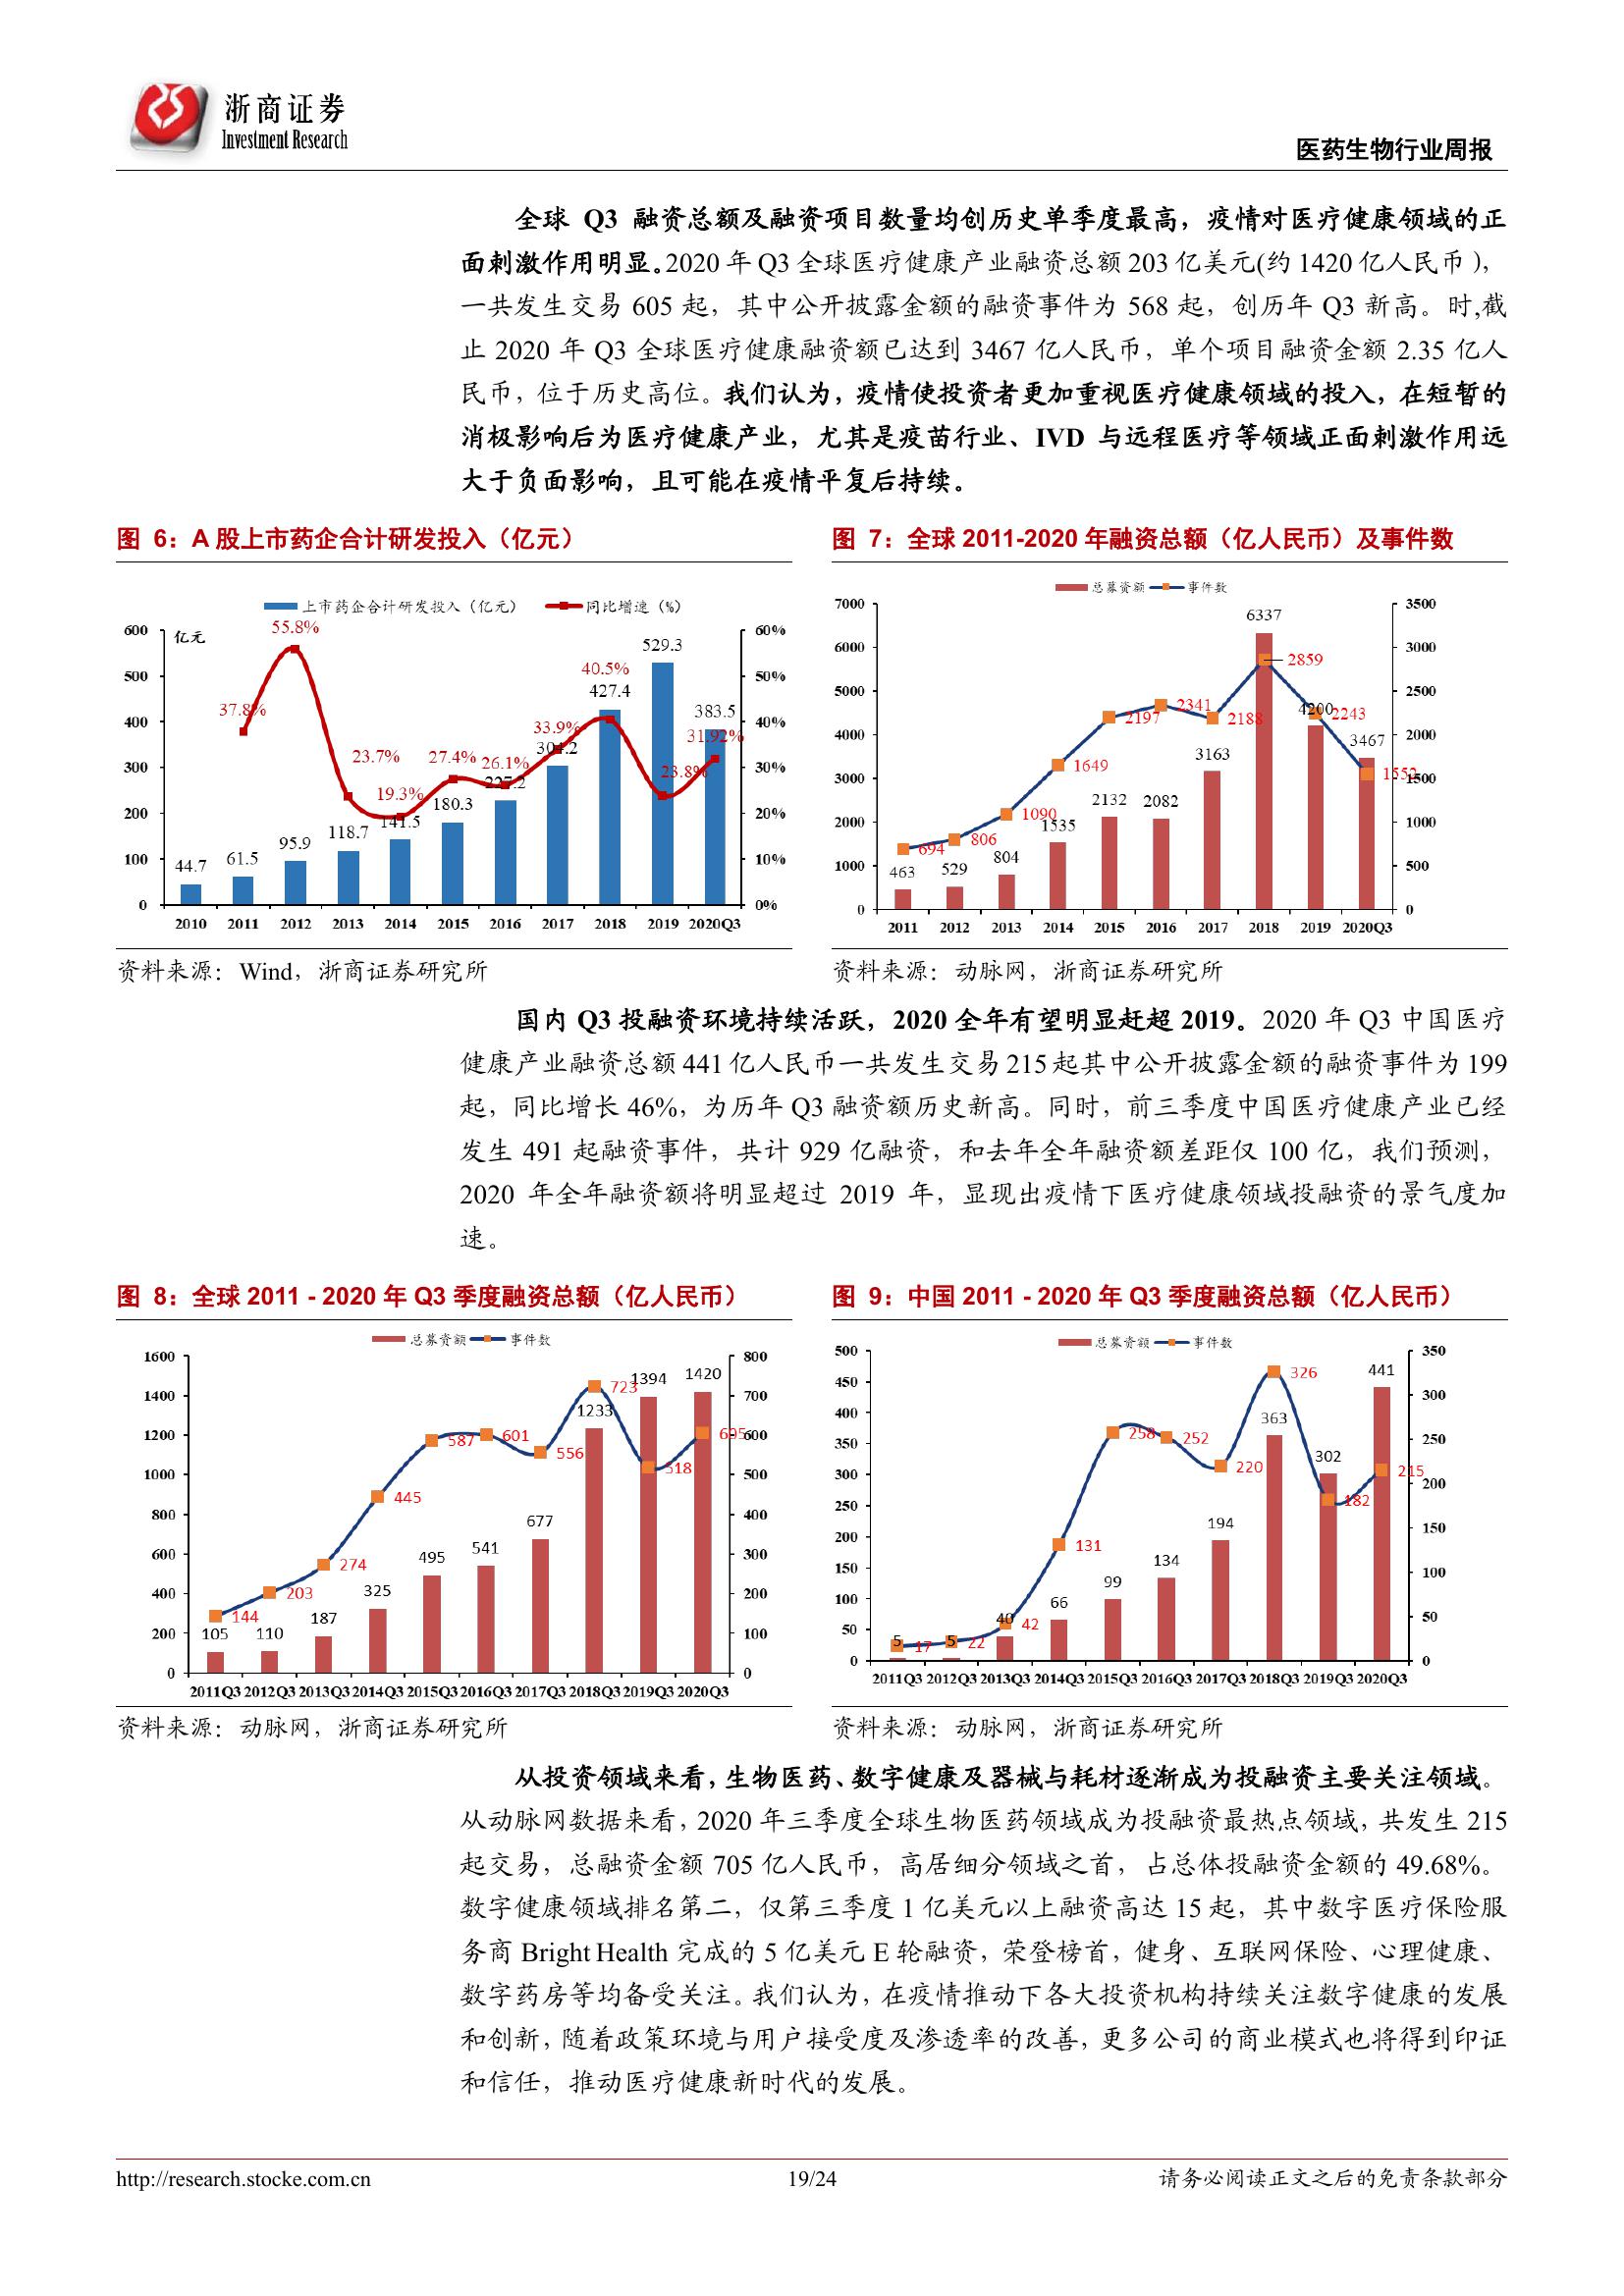 浙商证券
Investment Research
医药生物行业周报
全球 Q3 融资总额及融资项目数量均创历史单季度最高，疫情对医疗健康领域的正
面刺激作用明显。2020 年 Q3 全球医疗健康产业融资总额 203 亿美元(约 1420 亿人民币)，
一共发生交易 605 起，其中公开披露金额的融资事件为 568 起，创历年 Q3 新高。时,截
止 2020 年 Q3 全球医疗健康融资额已达到 3467 亿人民币，单个项目融资金额 2.35 亿人
民币，位于历史高位。我们认为，疫情使投资者更加重视医疗健康领域的投入，在短暂的
消极影响后为医疗健康产业，尤其是疫苗行业、IVD 与远程医疗等领域正面刺激作用远
大于负面影响，且可能在疫情平复后持续。
图 6：A 股上市药企合计研发投入（亿元）
上市药企合计研发投入（亿元） 同比增速（%）
亿元
600 500 400 300 200 100 0
60% 50% 40% 30% 20% 10% 0%
37.8% 55.8% 23.7% 19.3% 27.4% 26.1% 33.9% 40.5% 23.8% 31.92%
44.7 61.5 95.9 118.7 141.5 180.3 227.2 304.2 427.4 529.3 383.5
2010 2011 2012 2013 2014 2015 2016 2017 2018 2019 2020Q3
资料来源：Wind，浙商证券研究所
图 7：全球 2011-2020 年融资总额（亿人民币）及事件数
总募资额 事件数
7000 6000 5000 4000 3000 2000 1000 0
3500 3000 2500 2000 1500 1000 500 0
694 806 1090 1649 2197 2341 2188 2859 2243 1552
463 529 804 1535 2132 2082 3163 6337 4200 3467
2011 2012 2013 2014 2015 2016 2017 2018 2019 2020Q3
资料来源：动脉网，浙商证券研究所
国内 Q3 投融资环境持续活跃，2020 全年有望明显赶超 2019。2020 年 Q3 中国医疗
健康产业融资总额 441 亿人民币一共发生交易 215 起其中公开披露金额的融资事件为 199
起，同比增长 46%，为历年 Q3 融资额历史新高。同时，前三季度中国医疗健康产业已经
发生 491 起融资事件，共计 929 亿融资，和去年全年融资额差距仅 100 亿，我们预测，
2020 年全年融资额将明显超过 2019 年，显现出疫情下医疗健康领域投融资的景气度加
速。
图 8：全球 2011 - 2020 年 Q3 季度融资总额（亿人民币）
总募资额 事件数
1600 1400 1200 1000 800 600 400 200 0
800 700 600 500 400 300 200 100 0
144 203 274 445 587 601 556 723 518 605
105 110 187 325 495 541 677 1233 1394 1420
2011Q3 2012Q3 2013Q3 2014Q3 2015Q3 2016Q3 2017Q3 2018Q3 2019Q3 2020Q3
资料来源：动脉网，浙商证券研究所
图 9：中国 2011 - 2020 年 Q3 季度融资总额（亿人民币）
总募资额 事件数
500 450 400 350 300 250 200 150 100 50 0
350 300 250 200 150 100 50 0
17 22 42 131 258 252 220 326 182 215
5 5 40 66 99 134 194 363 302 441
2011Q3 2012Q3 2013Q3 2014Q3 2015Q3 2016Q3 2017Q3 2018Q3 2019Q3 2020Q3
资料来源：动脉网，浙商证券研究所
从投资领域来看，生物医药、数字健康及器械与耗材逐渐成为投融资主要关注领域。
从动脉网数据来看，2020 年三季度全球生物医药领域成为投融资最热点领域，共发生 215
起交易，总融资金额 705 亿人民币，高居细分领域之首，占总体投融资金额的 49.68%。
数字健康领域排名第二，仅第三季度 1 亿美元以上融资高达 15 起，其中数字医疗保险服
务商 Bright Health 完成的 5 亿美元 E 轮融资，荣登榜首，健身、互联网保险、心理健康、
数字药房等均备受关注。我们认为，在疫情推动下各大投资机构持续关注数字健康的发展
和创新，随着政策环境与用户接受度及渗透率的改善，更多公司的商业模式也将得到印证
和信任，推动医疗健康新时代的发展。
http://research.stocke.com.cn
19/24
请务必阅读正文之后的免责条款部分